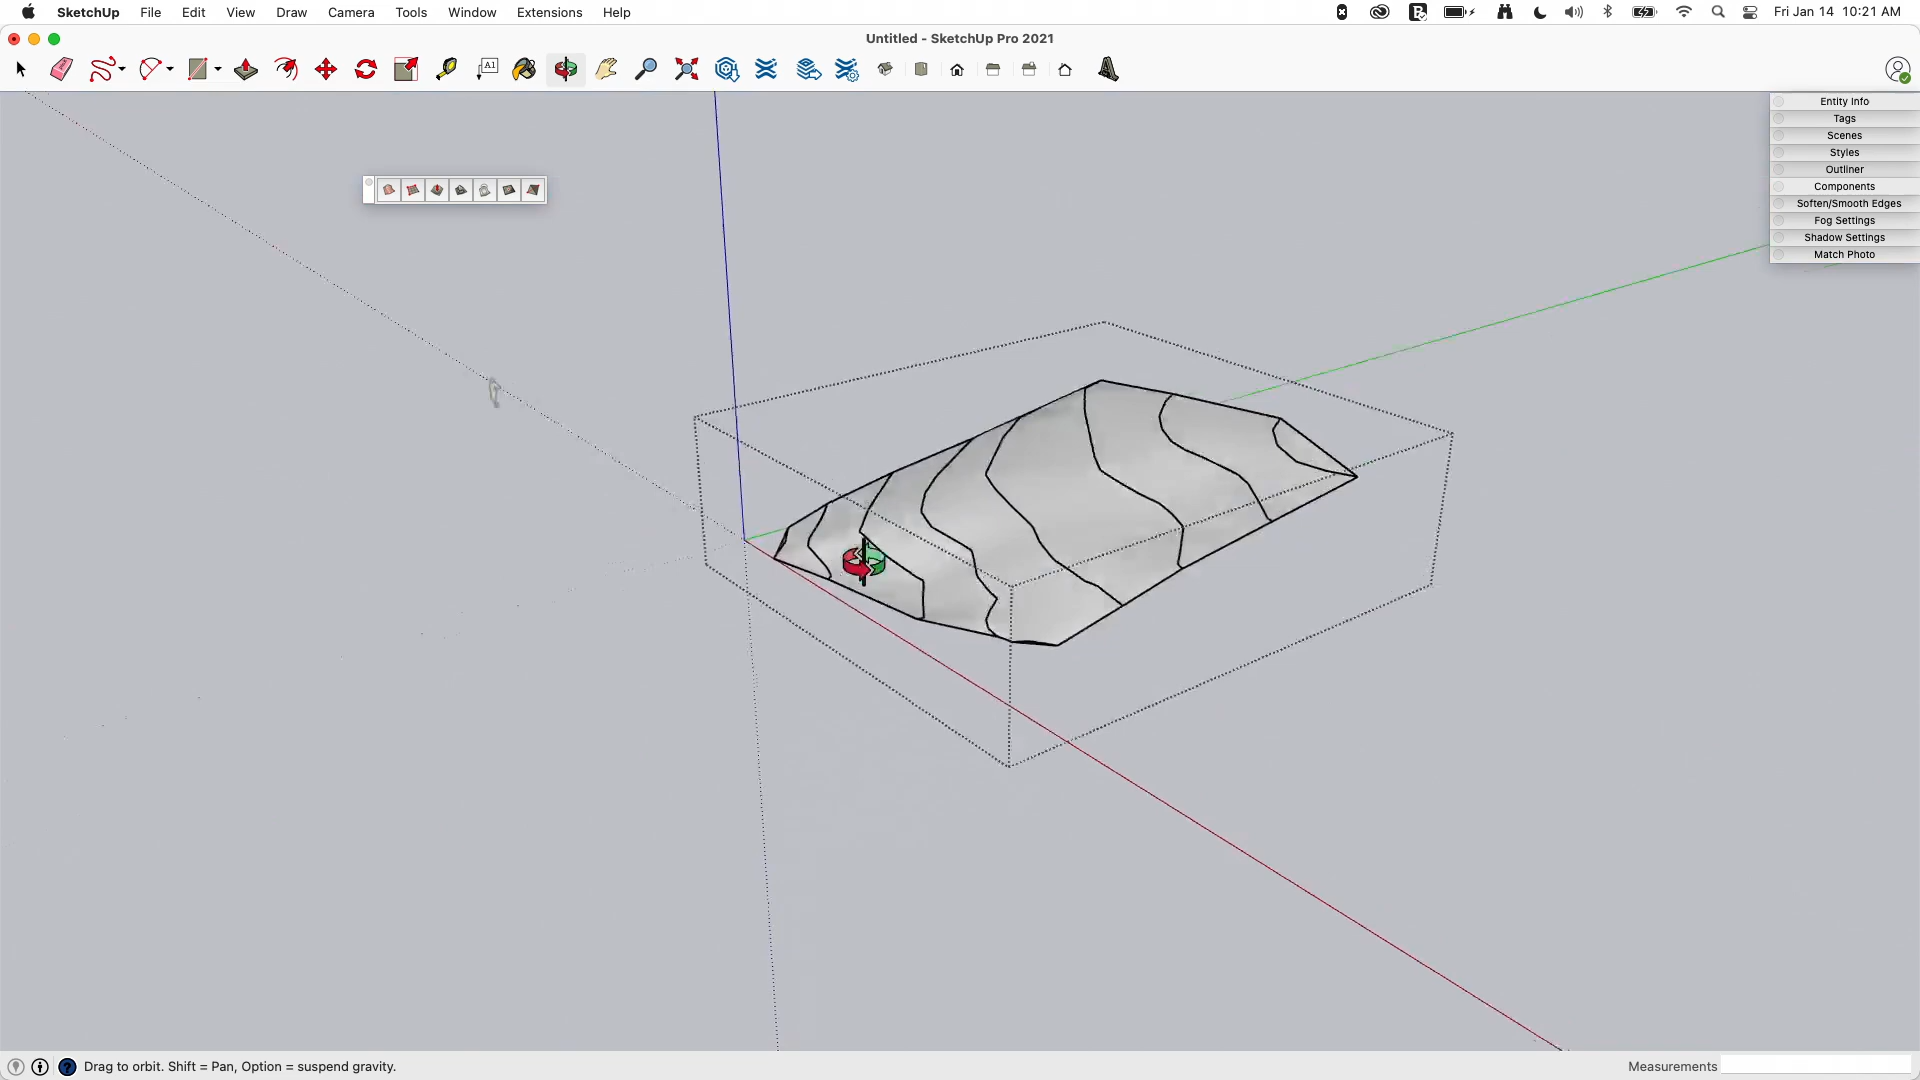 SketchUp File Edit View Draw Camera Tools Window Extensions Help Fri Jan 14 10:21 AM
Untitled - SketchUp Pro 2021
A1
Entity Info
Tags
Scenes
Styles
Outliner
Components
Soften/Smooth Edges
Fog Settings
Shadow Settings
Match Photo
Drag to orbit. Shift = Pan, Option = suspend gravity. Measurements